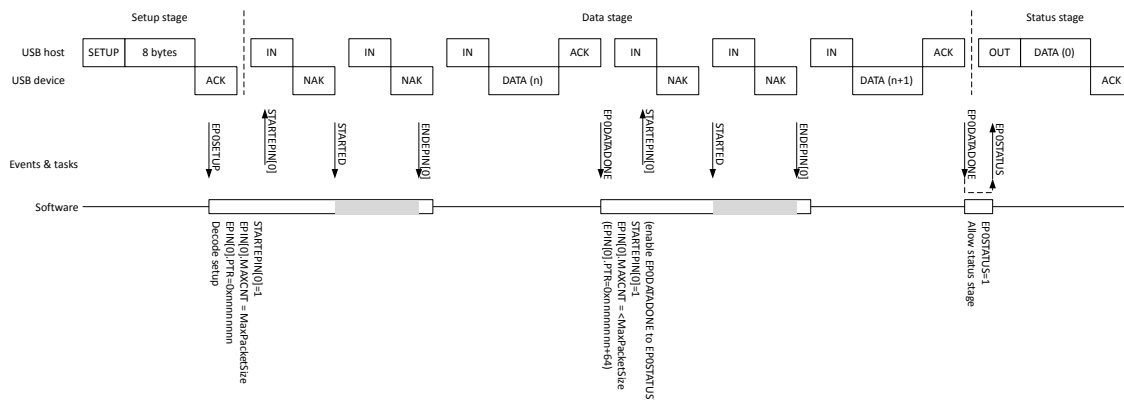 Setup stage
Data stage
Status stage
USB host
SETUP
8 bytes
IN
IN
IN
ACK
IN
IN
IN
ACK
OUT
DATA (0)
USB device
ACK
NAK
NAK
DATA (n)
NAK
NAK
DATA (n+1)
ACK
Events & tasks
EP0SETUP
STARTEPIN[0]
STARTED
ENDEPIN[0]
EP0DATADONE
STARTEPIN[0]
STARTED
ENDEPIN[0]
EP0DATADONE
EP0STATUS
Software
STARTEPIN[0]=1
EPIN[0].MAXCNT = MaxPacketSize
EPIN[0].PTR=0xnnnnnnnn
Decode setup
(enable EP0DATADONE to EP0STATUS
STARTEPIN[0]=1
EPIN[0].MAXCNT = <MaxPacketSize
(EPIN[0].PTR=0xnnnnnnnn+64)
EP0STATUS=1
Allow status stage